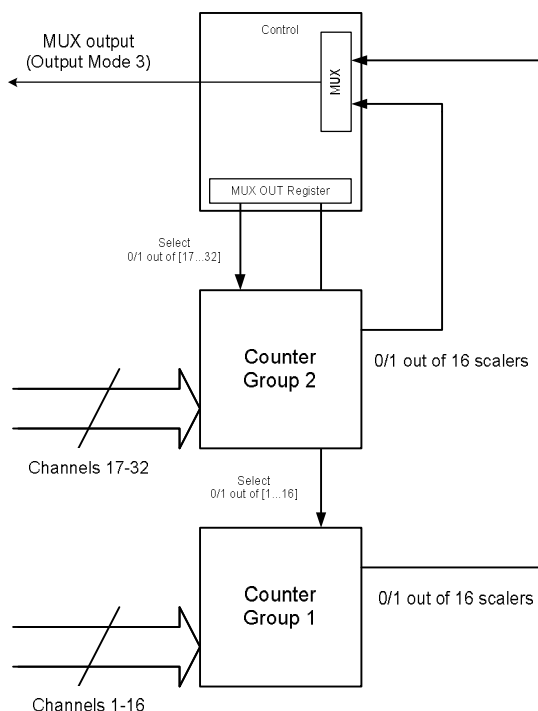 Control
MUX output
(Output Mode 3)
MUX
MUX OUT Register
Select
0/1 out of [17...32]
Counter
Group 2
0/1 out of 16 scalers
Channels 17-32
Select
0/1 out of [1...16]
Counter
Group 1
0/1 out of 16 scalers
Channels 1-16